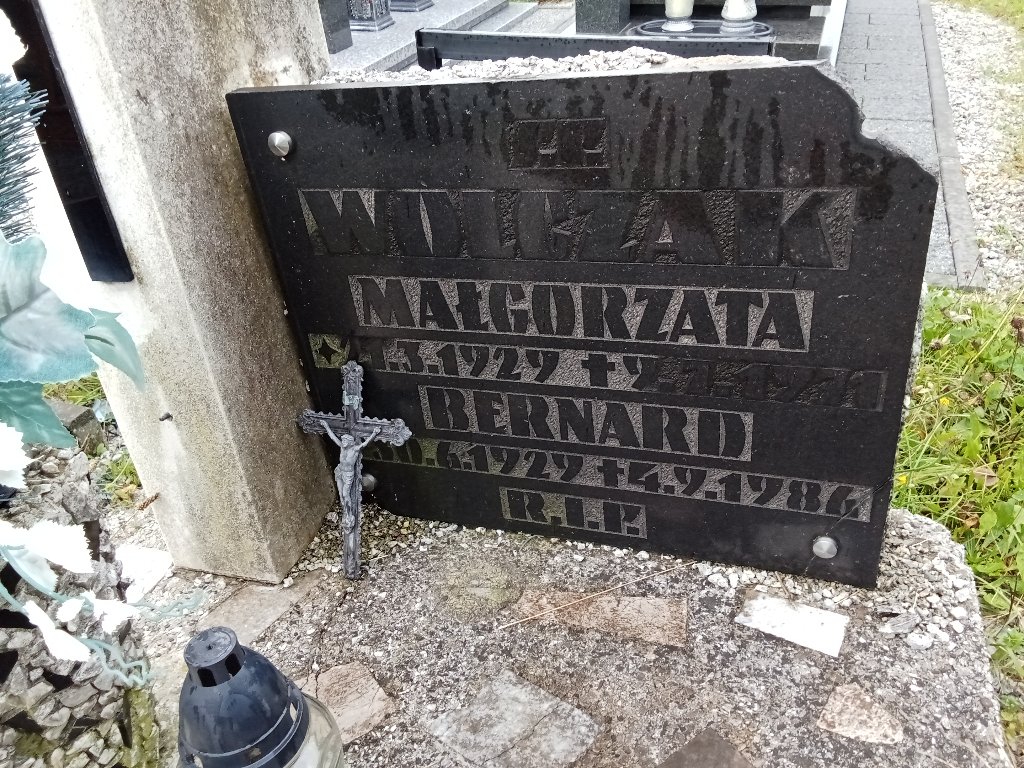 WOLCZAK
MAŁGORZATA
3.1929 +
BERNARD
30.6.1929 +4.9.1986
R.I.P.